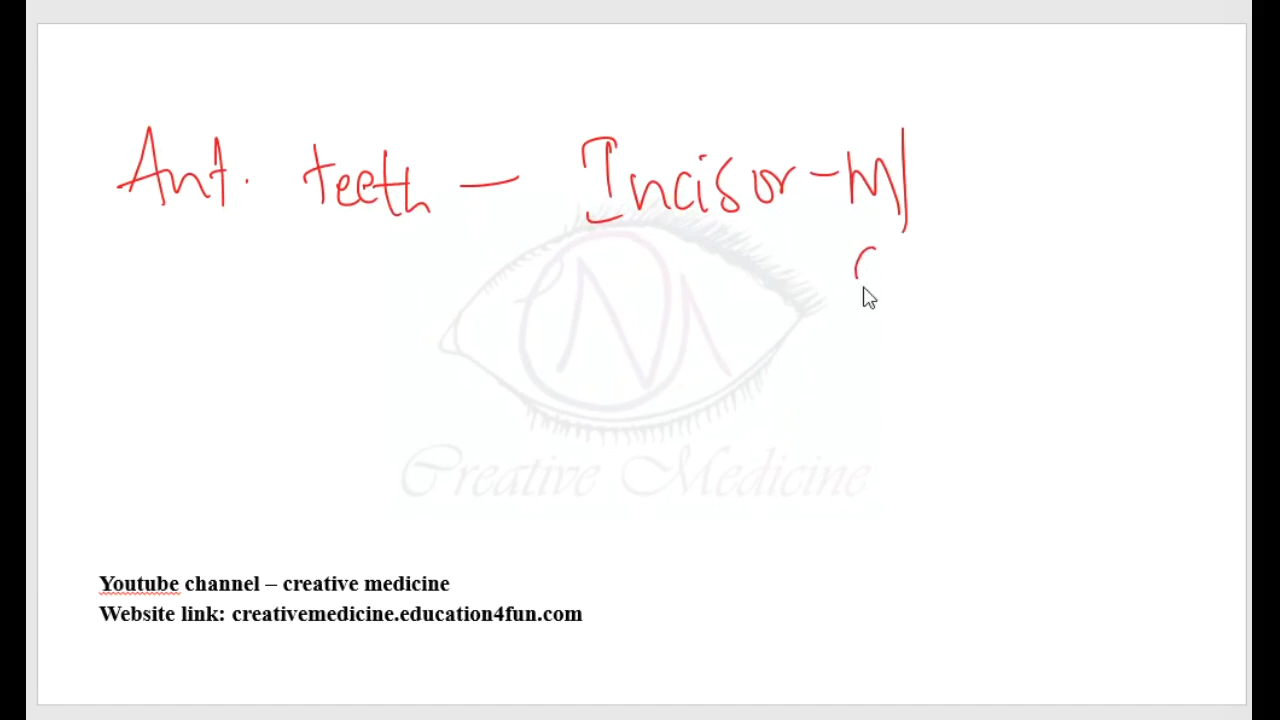 Ant. teeth – Incisor – M/
Creative Medicine
Youtube channel – creative medicine
Website link: creativemedicine.education4fun.com